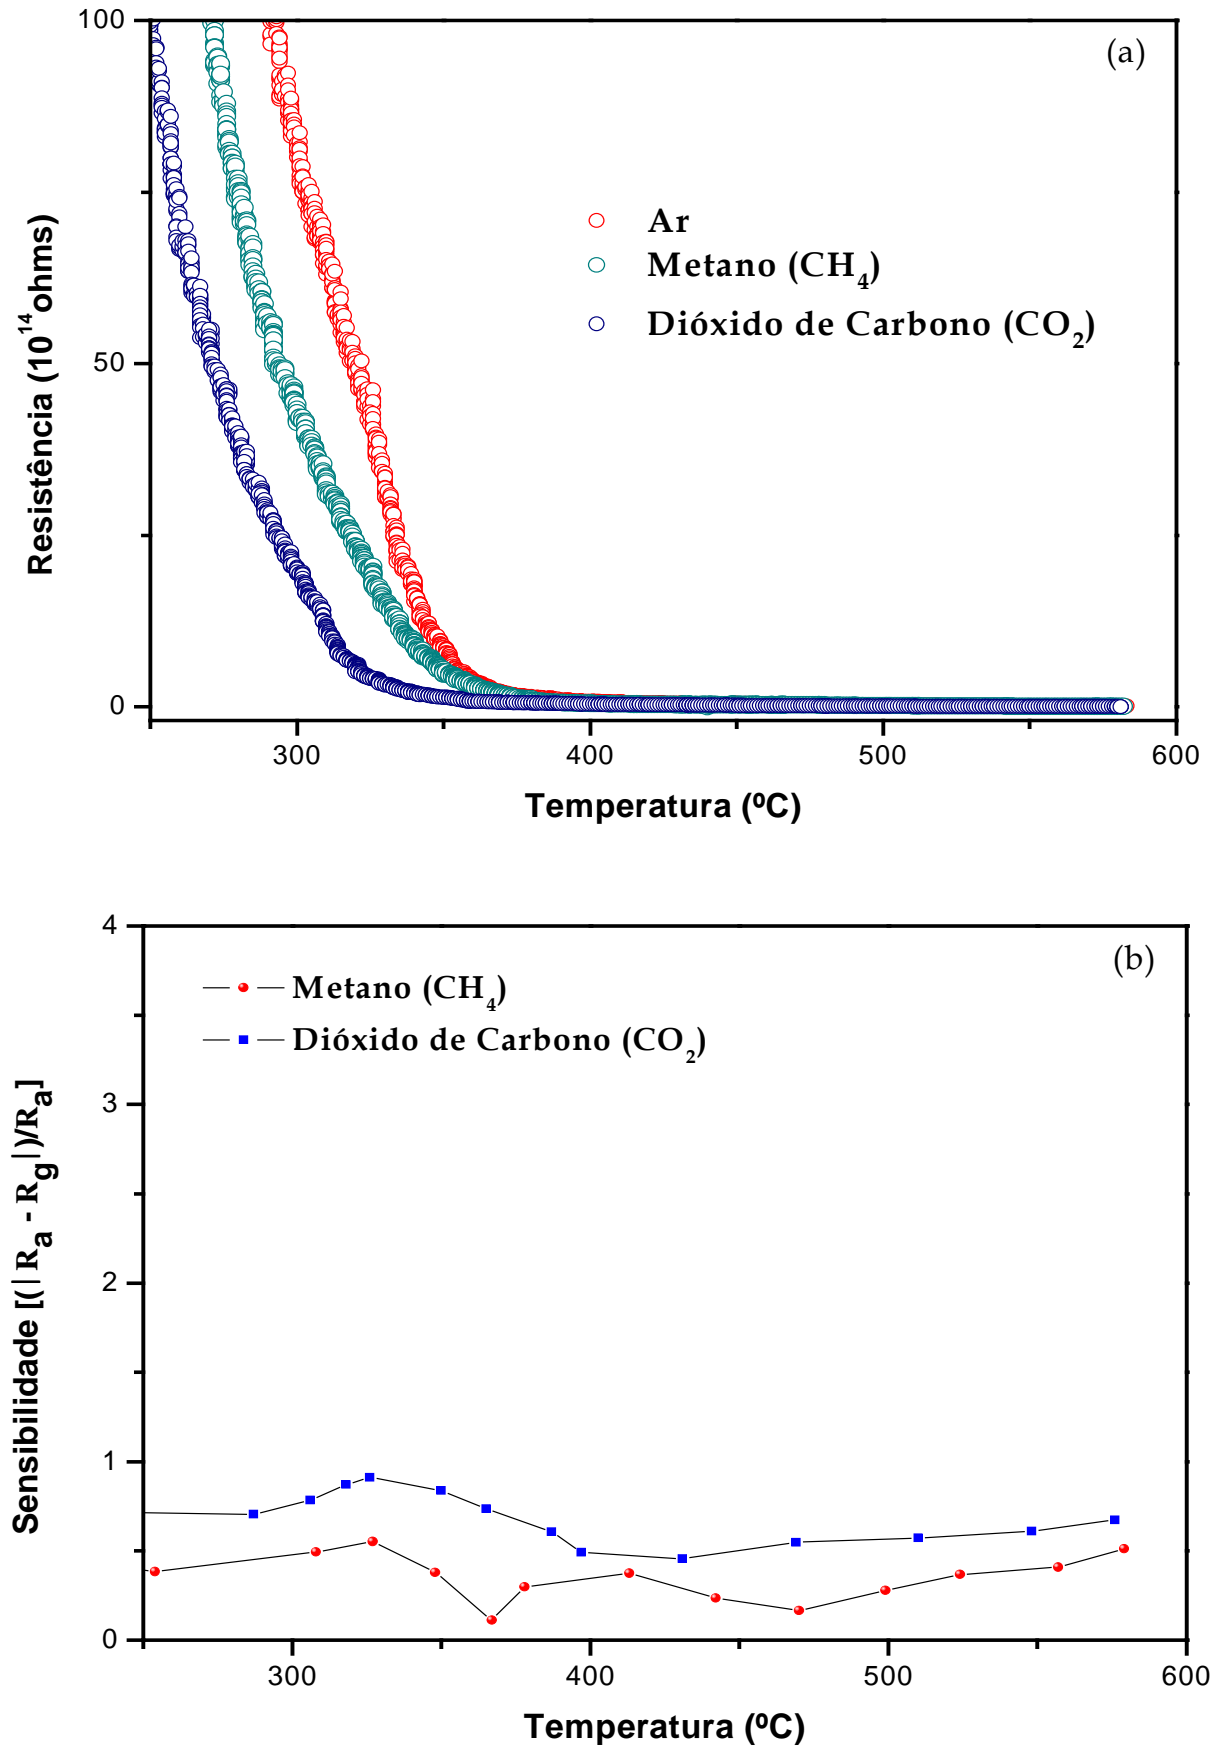 100
(a)
Ar
Metano (CH4)
Dióxido de Carbono (CO2)
50
0
Resistência (10^14 ohms)
300
400
500
600
Temperatura (ºC)
4
(b)
Metano (CH4)
Dióxido de Carbono (CO2)
3
2
1
0
Sensibilidade [(|Ra - Rg|)/Ra]
300
400
500
600
Temperatura (ºC)